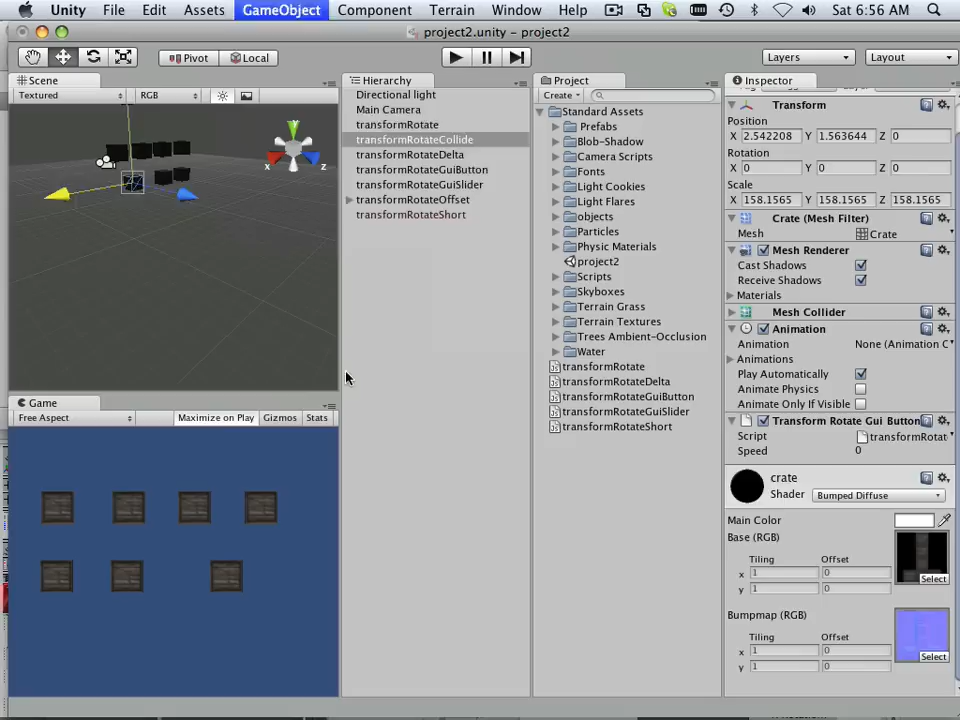 Unity File Edit Assets GameObject Component Terrain Window Help Sat 6:56 AM
project2.unity - project2
Pivot Local Layers Layout
Scene
Textured RGB
x y z
Game
Free Aspect Maximize on Play Gizmos Stats
Hierarchy
Directional light
Main Camera
transformRotate
transformRotateCollide
transformRotateDelta
transformRotateGuiButton
transformRotateGuiSlider
transformRotateOffset
transformRotateShort
Project
Create
Standard Assets
Prefabs
Blob-Shadow
Camera Scripts
Fonts
Light Cookies
Light Flares
objects
Particles
Physic Materials
project2
Scripts
Skyboxes
Terrain Grass
Terrain Textures
Trees Ambient-Occlusion
Water
transformRotate
transformRotateDelta
transformRotateGuiButton
transformRotateGuiSlider
transformRotateShort
Inspector
Transform
Position
X 2.542208 Y 1.563644 Z 0
Rotation
X 0 Y 0 Z 0
Scale
X 158.1565 Y 158.1565 Z 158.1565
Crate (Mesh Filter)
Mesh Crate
Mesh Renderer
Cast Shadows
Receive Shadows
Materials
Mesh Collider
Animation
Animation None (Animation C
Animations
Play Automatically
Animate Physics
Animate Only If Visible
Transform Rotate Gui Button
Script transformRotat
Speed 0
crate
Shader Bumped Diffuse
Main Color
Base (RGB)
Tiling Offset
x 1 0
y 1 0
Select
Bumpmap (RGB)
Tiling Offset
x 1 0
y 1 0
Select